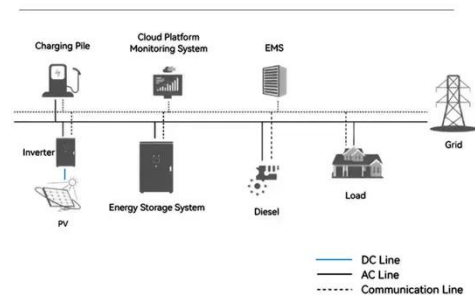 Charging Pile
Cloud Platform
Monitoring System
EMS
Grid
Inverter
PV
Energy Storage System
Diesel
Load
DC Line
AC Line
Communication Line